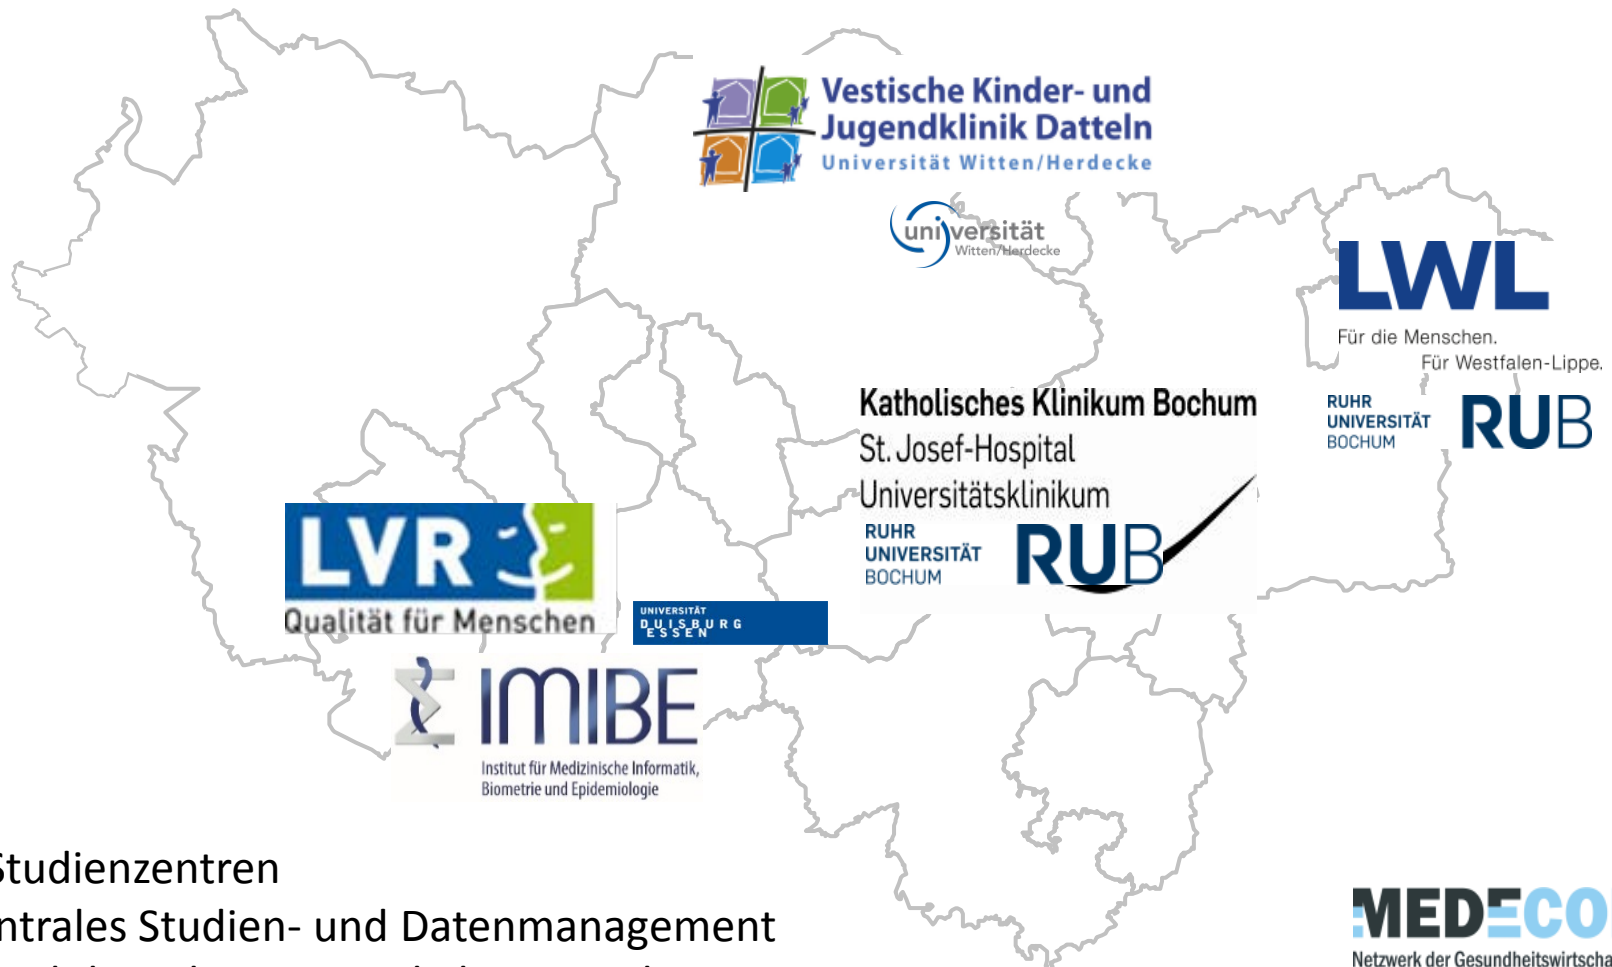 Vestische Kinder- und
Jugendklinik Datteln
Universität Witten/Herdecke
universität
Witten/Herdecke
LWL
Für die Menschen.
Für Westfalen-Lippe.
RUHR
UNIVERSITÄT
BOCHUM
RUB
Katholisches Klinikum Bochum
St. Josef-Hospital
Universitätsklinikum
RUHR
UNIVERSITÄT
BOCHUM
RUB
LVR
Qualität für Menschen
UNIVERSITÄT
DUISBURG
ESSEN
IMIBE
Institut für Medizinische Informatik,
Biometrie und Epidemiologie
Studienzentren
ntrales Studien- und Datenmanagement
MEDECO
Netzwerk der Gesundheitswirtscha